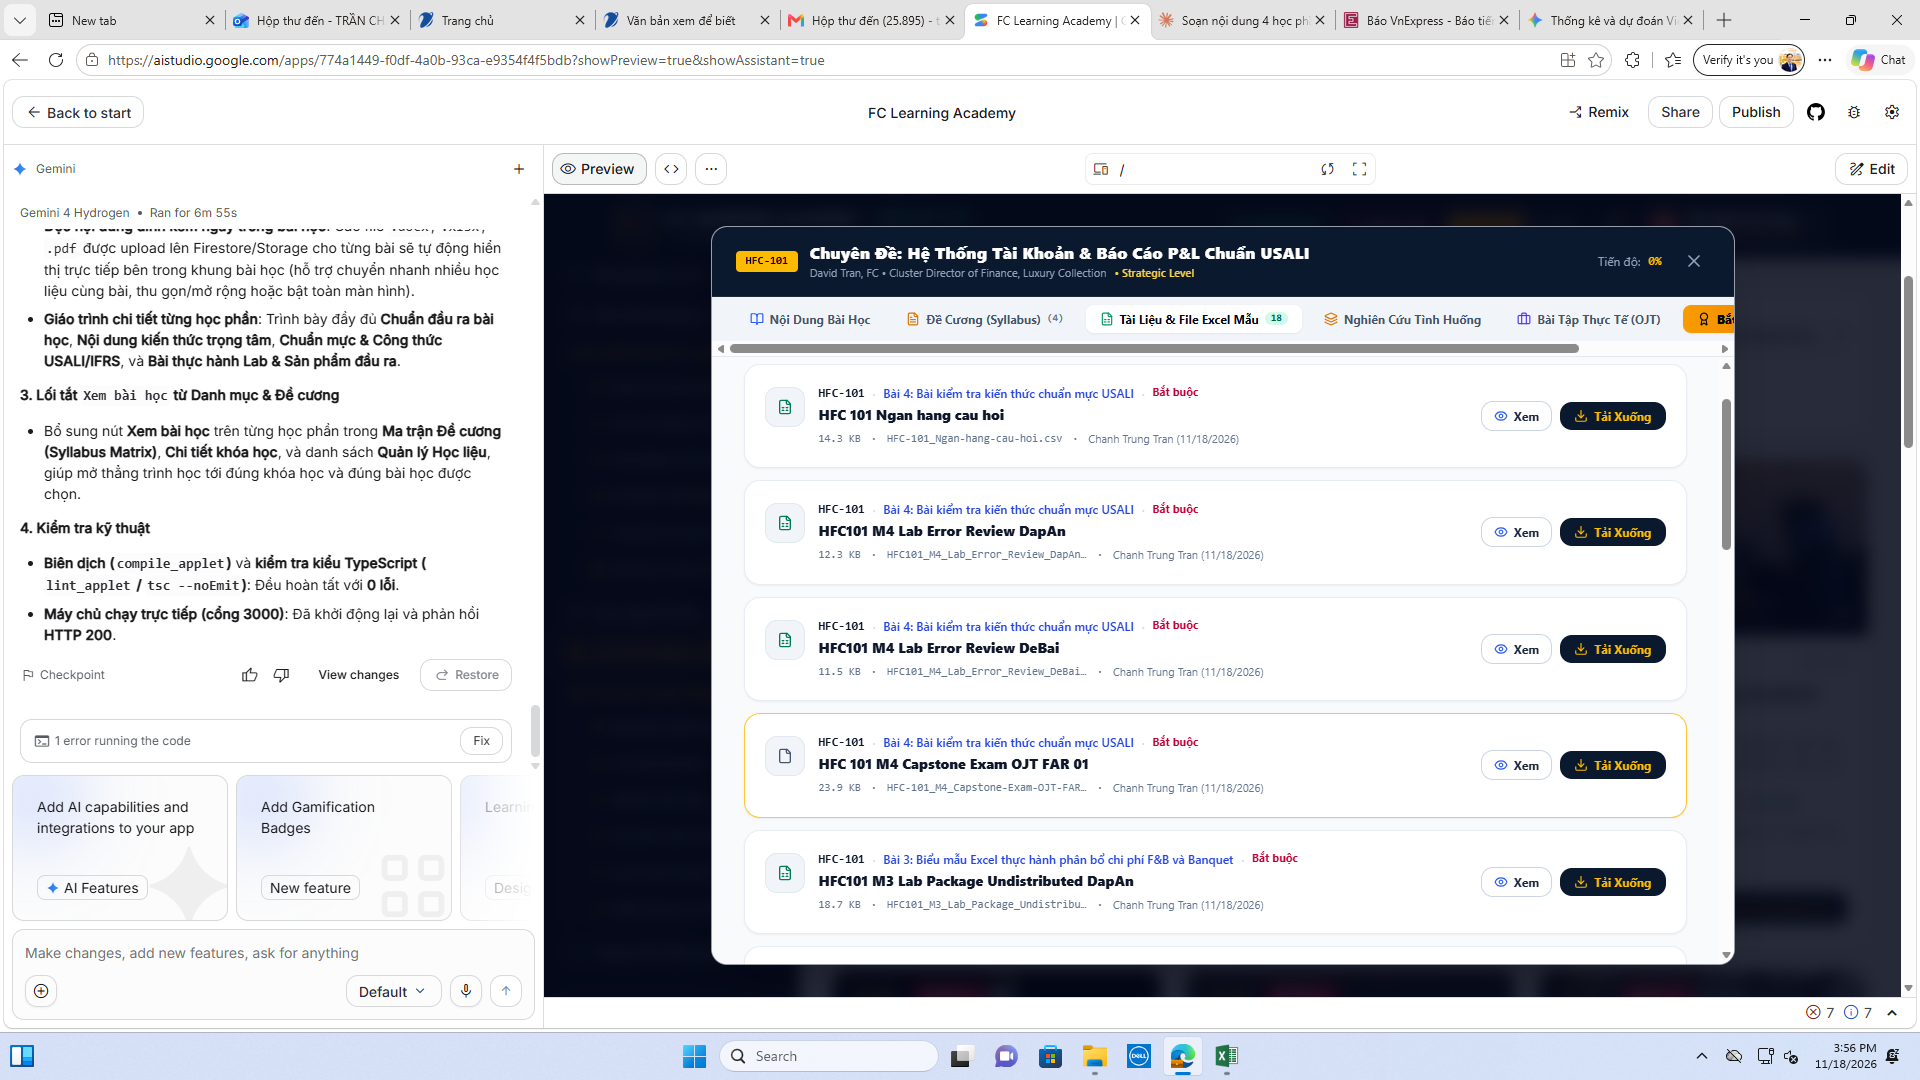 New tab
Hộp thư đến - TRẦN CH
Trang chủ
Văn bản xem để biết
Hộp thư đến (25.895) - t
FC Learning Academy | C
Soạn nội dung 4 học ph
Báo VnExpress - Báo tiế
Thống kê và dự đoán Vi
https://aistudio.google.com/apps/774a1449-f0df-4a0b-93ca-e9354f4f5bdb?showPreview=true&showAssistant=true
Verify it's you
Chat
Back to start
FC Learning Academy
Remix
Share
Publish
Gemini
Preview
/
Edit
Gemini 4 Hydrogen • Ran for 6m 55s
.pdf được upload lên Firestore/Storage cho từng bài sẽ tự động hiển
thị trực tiếp bên trong khung bài học (hỗ trợ chuyển nhanh nhiều học
liệu cùng bài, thu gọn/mở rộng hoặc bật toàn màn hình).
• Giáo trình chi tiết từng học phần: Trình bày đầy đủ Chuẩn đầu ra bài
học, Nội dung kiến thức trọng tâm, Chuẩn mực & Công thức
USALI/IFRS, và Bài thực hành Lab & Sản phẩm đầu ra.
3. Lối tắt Xem bài học từ Danh mục & Đề cương
• Bổ sung nút Xem bài học trên từng học phần trong Ma trận Đề cương
(Syllabus Matrix), Chi tiết khóa học, và danh sách Quản lý Học liệu,
giúp mở thẳng trình học tới đúng khóa học và đúng bài học được
chọn.
4. Kiểm tra kỹ thuật
• Biên dịch (compile_applet) và kiểm tra kiểu TypeScript (
lint_applet / tsc --noEmit): Đều hoàn tất với 0 lỗi.
• Máy chủ chạy trực tiếp (cổng 3000): Đã khởi động lại và phản hồi
HTTP 200.
Checkpoint
View changes
Restore
1 error running the code
Fix
Add AI capabilities and
integrations to your app
AI Features
Add Gamification
Badges
New feature
Learnin
Desig
Make changes, add new features, ask for anything
Default
HFC-101
Chuyên Đề: Hệ Thống Tài Khoản & Báo Cáo P&L Chuẩn USALI
David Tran, FC • Cluster Director of Finance, Luxury Collection • Strategic Level
Tiến độ: 0%
Nội Dung Bài Học
Đề Cương (Syllabus) (4)
Tài Liệu & File Excel Mẫu 18
Nghiên Cứu Tình Huống
Bài Tập Thực Tế (OJT)
Bắt
HFC-101 · Bài 4: Bài kiểm tra kiến thức chuẩn mực USALI · Bắt buộc
HFC 101 Ngan hang cau hoi
14.3 KB · HFC-101_Ngan-hang-cau-hoi.csv · Chanh Trung Tran (11/18/2026)
Xem
Tải Xuống
HFC-101 · Bài 4: Bài kiểm tra kiến thức chuẩn mực USALI · Bắt buộc
HFC101 M4 Lab Error Review DapAn
12.3 KB · HFC101_M4_Lab_Error_Review_DapAn… · Chanh Trung Tran (11/18/2026)
Xem
Tải Xuống
HFC-101 · Bài 4: Bài kiểm tra kiến thức chuẩn mực USALI · Bắt buộc
HFC101 M4 Lab Error Review DeBai
11.5 KB · HFC101_M4_Lab_Error_Review_DeBai… · Chanh Trung Tran (11/18/2026)
Xem
Tải Xuống
HFC-101 · Bài 4: Bài kiểm tra kiến thức chuẩn mực USALI · Bắt buộc
HFC 101 M4 Capstone Exam OJT FAR 01
23.9 KB · HFC-101_M4_Capstone-Exam-OJT-FAR… · Chanh Trung Tran (11/18/2026)
Xem
Tải Xuống
HFC-101 · Bài 3: Biểu mẫu Excel thực hành phân bổ chi phí F&B và Banquet · Bắt buộc
HFC101 M3 Lab Package Undistributed DapAn
18.7 KB · HFC101_M3_Lab_Package_Undistribu… · Chanh Trung Tran (11/18/2026)
Xem
Tải Xuống
7
7
Search
DELL
3:56 PM
11/18/2026